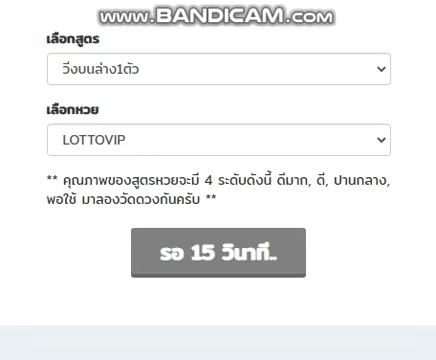 www.BANDICAM.com
เลือกสูตร
วิ่งบนล่าง1ตัว
เลือกหวย
LOTTOVIP
** คุณภาพของสูตรหวยจะมี 4 ระดับดังนี้ ดีมาก, ดี, ปานกลาง,
พอใช้ มาลองวัดดวงกันครับ **
รอ 15 วินาที..